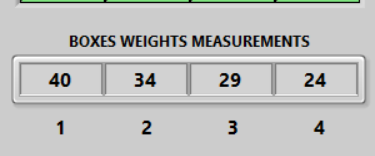 BOXES WEIGHTS MEASUREMENTS
40 34 29 24
1 2 3 4